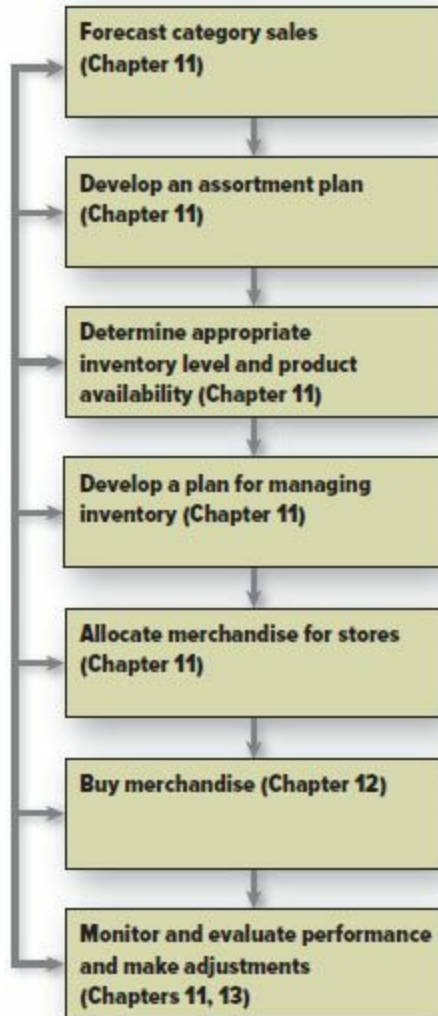 Forecast category sales
(Chapter 11)
Develop an assortment plan
(Chapter 11)
Determine appropriate
inventory level and product
availability (Chapter 11)
Develop a plan for managing
inventory (Chapter 11)
Allocate merchandise for stores
(Chapter 11)
Buy merchandise (Chapter 12)
Monitor and evaluate performance
and make adjustments
(Chapters 11, 13)